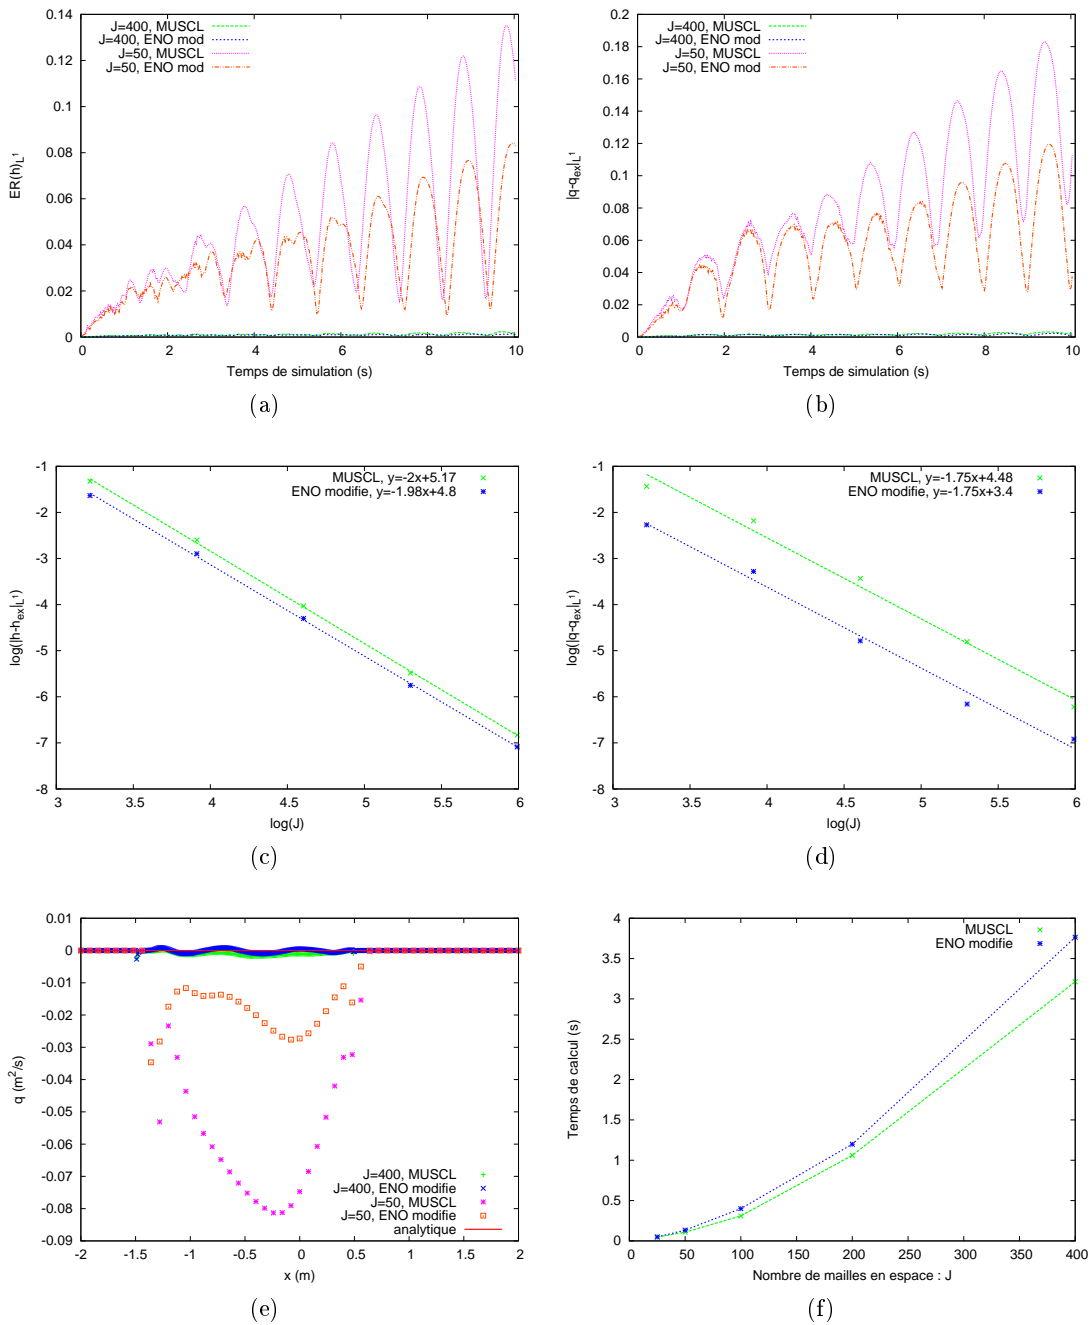 0.14
0.12
0.1
0.08
0.06
0.04
0.02
0
0 2 4 6 8 10
ER(h)L¹
Temps de simulation (s)
J=400, MUSCL
J=400, ENO mod
J=50, MUSCL
J=50, ENO mod
(a)
0.2
0.18
0.16
0.14
0.12
0.1
0.08
0.06
0.04
0.02
0
0 2 4 6 8 10
|q-qex|L¹
Temps de simulation (s)
J=400, MUSCL
J=400, ENO mod
J=50, MUSCL
J=50, ENO mod
(b)
-1
-2
-3
-4
-5
-6
-7
-8
3 3.5 4 4.5 5 5.5 6
log(|h-hex|L¹)
log(J)
MUSCL, y=-2x+5.17
ENO modifie, y=-1.98x+4.8
(c)
-1
-2
-3
-4
-5
-6
-7
-8
3 3.5 4 4.5 5 5.5 6
log(|q-qex|L¹)
log(J)
MUSCL, y=-1.75x+4.48
ENO modifie, y=-1.75x+3.4
(d)
0.01
0
-0.01
-0.02
-0.03
-0.04
-0.05
-0.06
-0.07
-0.08
-0.09
-2 -1.5 -1 -0.5 0 0.5 1 1.5 2
q (m²/s)
x (m)
J=400, MUSCL
J=400, ENO modifie
J=50, MUSCL
J=50, ENO modifie
analytique
(e)
4
3.5
3
2.5
2
1.5
1
0.5
0
0 50 100 150 200 250 300 350 400
Temps de calcul (s)
Nombre de mailles en espace : J
MUSCL
ENO modifie
(f)